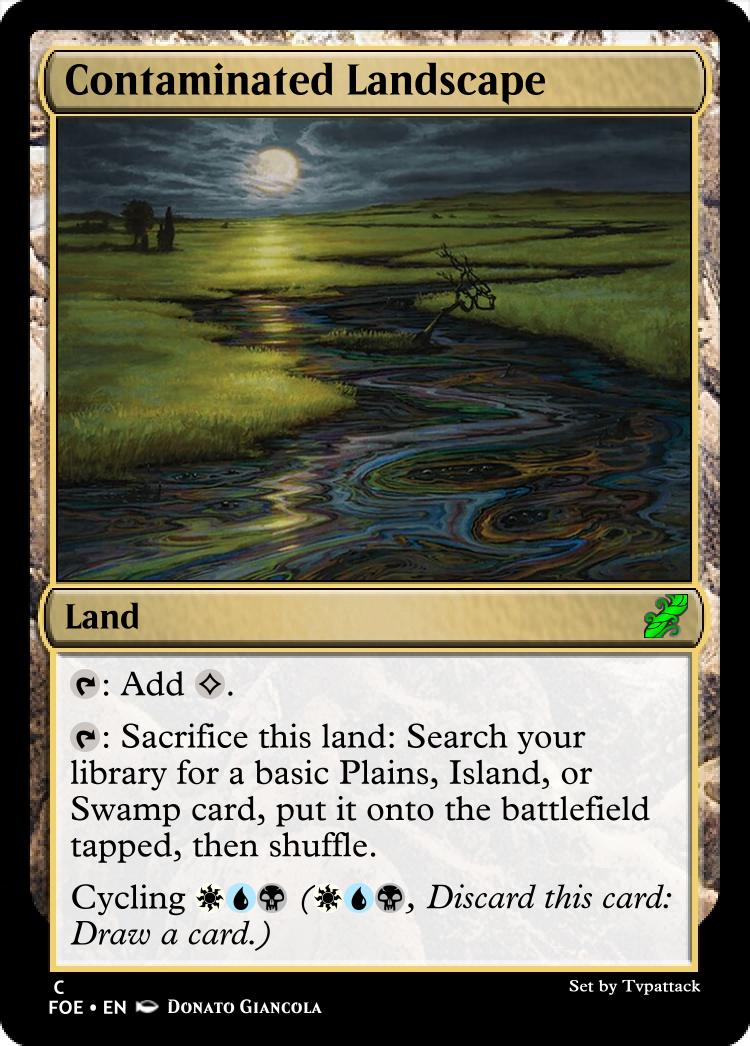 Contaminated Landscape
Land
: Add .
: Sacrifice this land: Search your
library for a basic Plains, Island, or
Swamp card, put it onto the battlefield
tapped, then shuffle.
Cycling (, Discard this card:
Draw a card.)
C
FOE • EN DONATO GIANCOLA
Set by Tvpattack